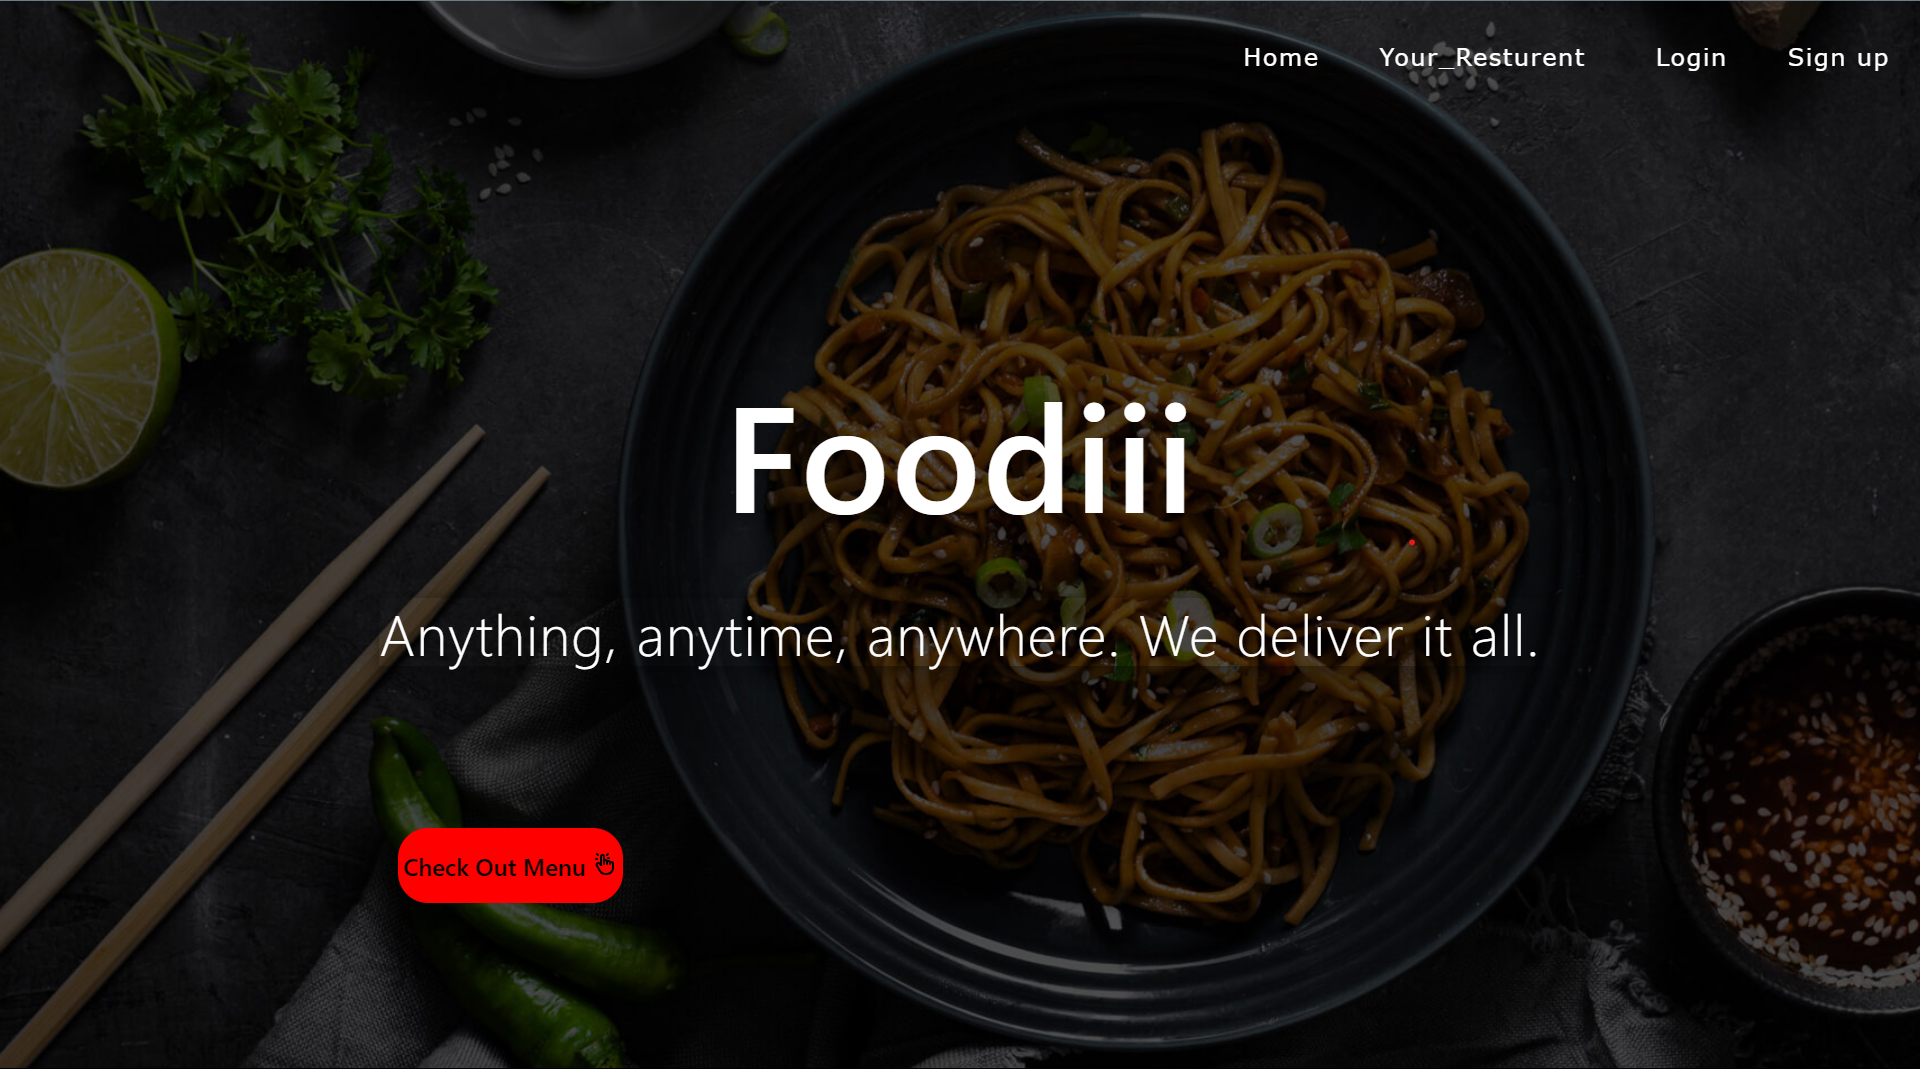 Home Your_Resturent Login Sign up
Foodiii
Anything, anytime, anywhere. We deliver it all.
Check Out Menu